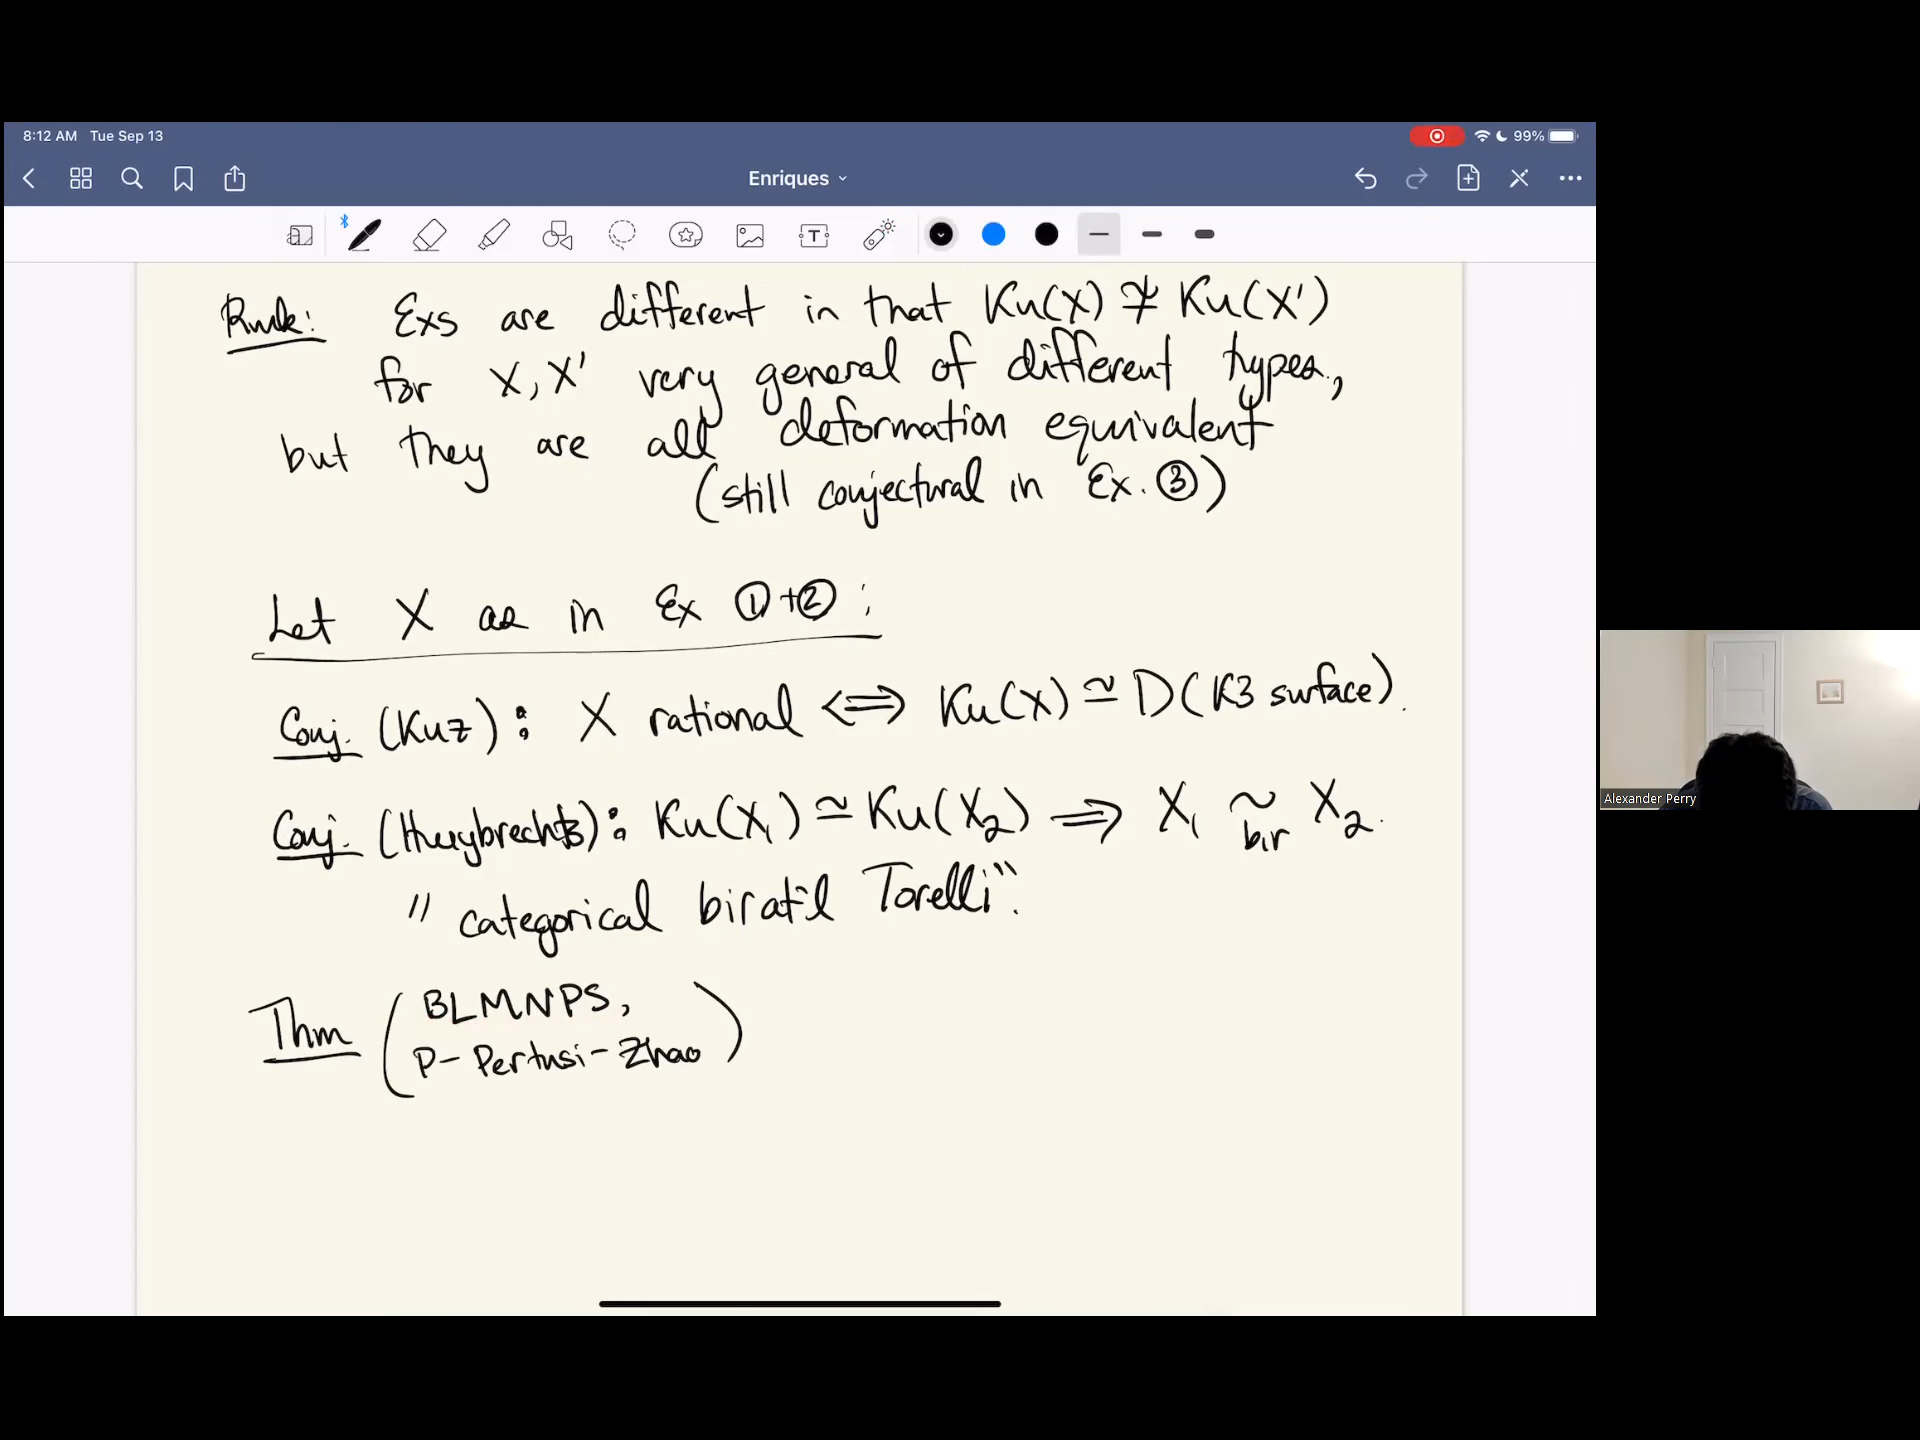 8:12 AM Tue Sep 13
99%
Enriques
Rmk: Exs are different in that Ku(X) ≄ Ku(X')
for X, X' very general of different types,
but they are all deformation equivalent
(still conjectural in Ex. ③)
Let X as in Ex ①+② :
Conj. (Kuz) : X rational ⟺ Ku(X) ≃ D(K3 surface).
Conj. (Huybrechts) : Ku(X₁) ≃ Ku(X₂) ⟹ X₁ ~ X₂.
bir
"categorical birat'l Torelli".
Thm ( BLMNPS,
P-Pertusi-Zhao )
Alexander Perry